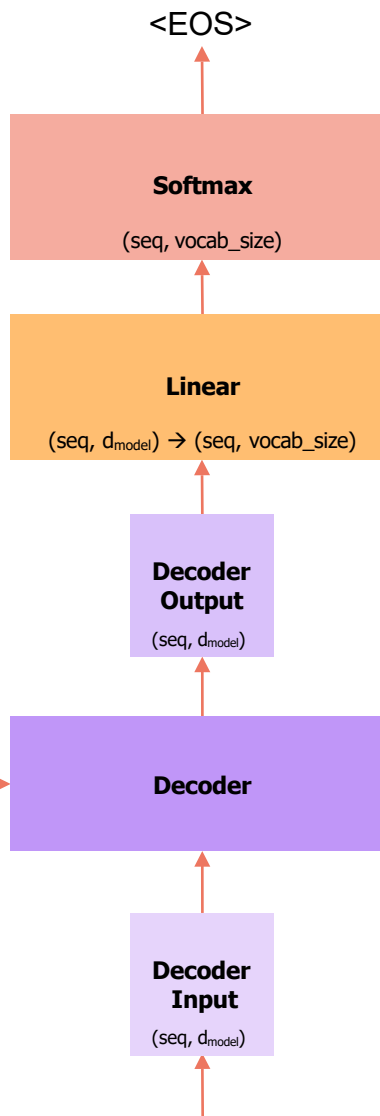 <EOS>
Softmax
(seq, vocab_size)
Linear
(seq, dmodel) → (seq, vocab_size)
Decoder
Output
(seq, dmodel)
Decoder
Decoder
Input
(seq, dmodel)